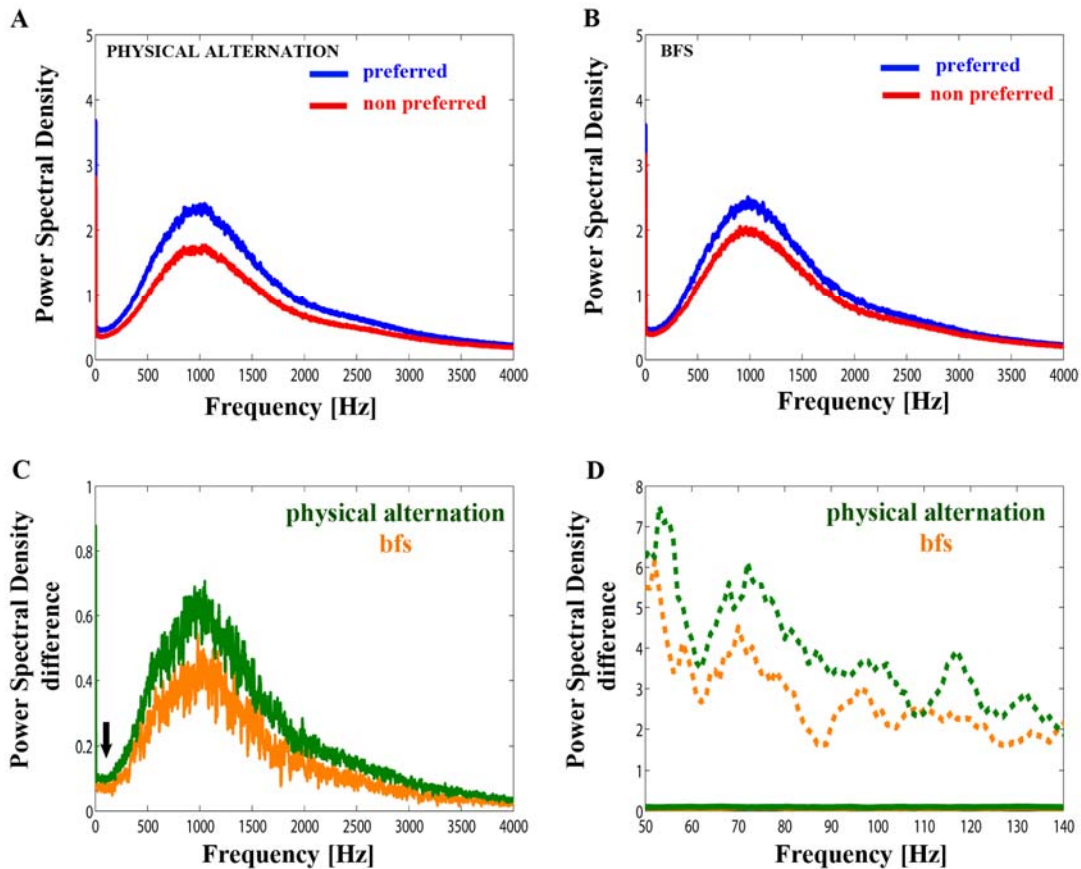 A
PHYSICAL ALTERNATION
preferred
non preferred
Power Spectral Density
5
4
3
2
1
0
0 500 1000 1500 2000 2500 3000 3500 4000
Frequency [Hz]
B
BFS
preferred
non preferred
Power Spectral Density
5
4
3
2
1
0
0 500 1000 1500 2000 2500 3000 3500 4000
Frequency [Hz]
C
physical alternation
bfs
Power Spectral Density
difference
1
0.8
0.6
0.4
0.2
0
0 500 1000 1500 2000 2500 3000 3500 4000
Frequency [Hz]
D
physical alternation
bfs
Power Spectral Density
difference
8
7
6
5
4
3
2
1
0
50 60 70 80 90 100 110 120 130 140
Frequency [Hz]